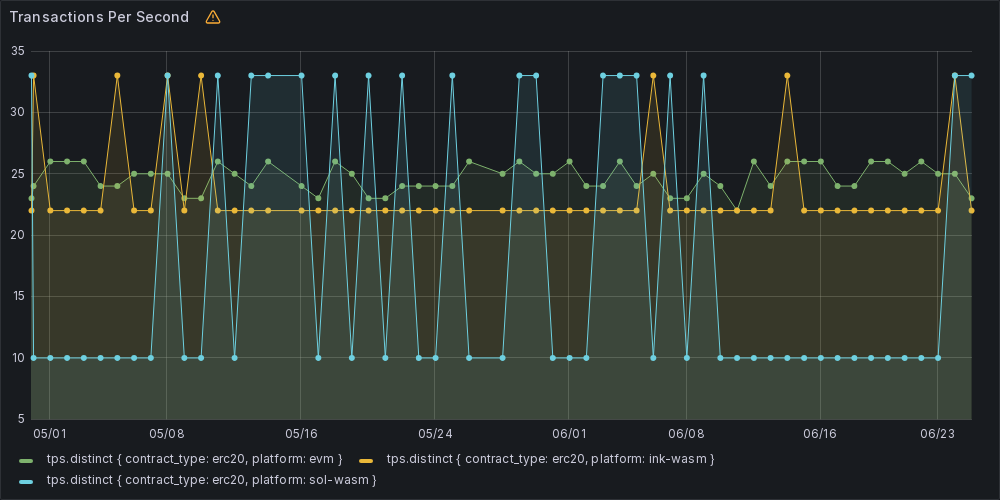 Transactions Per Second
35
30
25
20
15
10
5
05/01 05/08 05/16 05/24 06/01 06/08 06/16 06/23
tps.distinct { contract_type: erc20, platform: evm } tps.distinct { contract_type: erc20, platform: ink-wasm }
tps.distinct { contract_type: erc20, platform: sol-wasm }